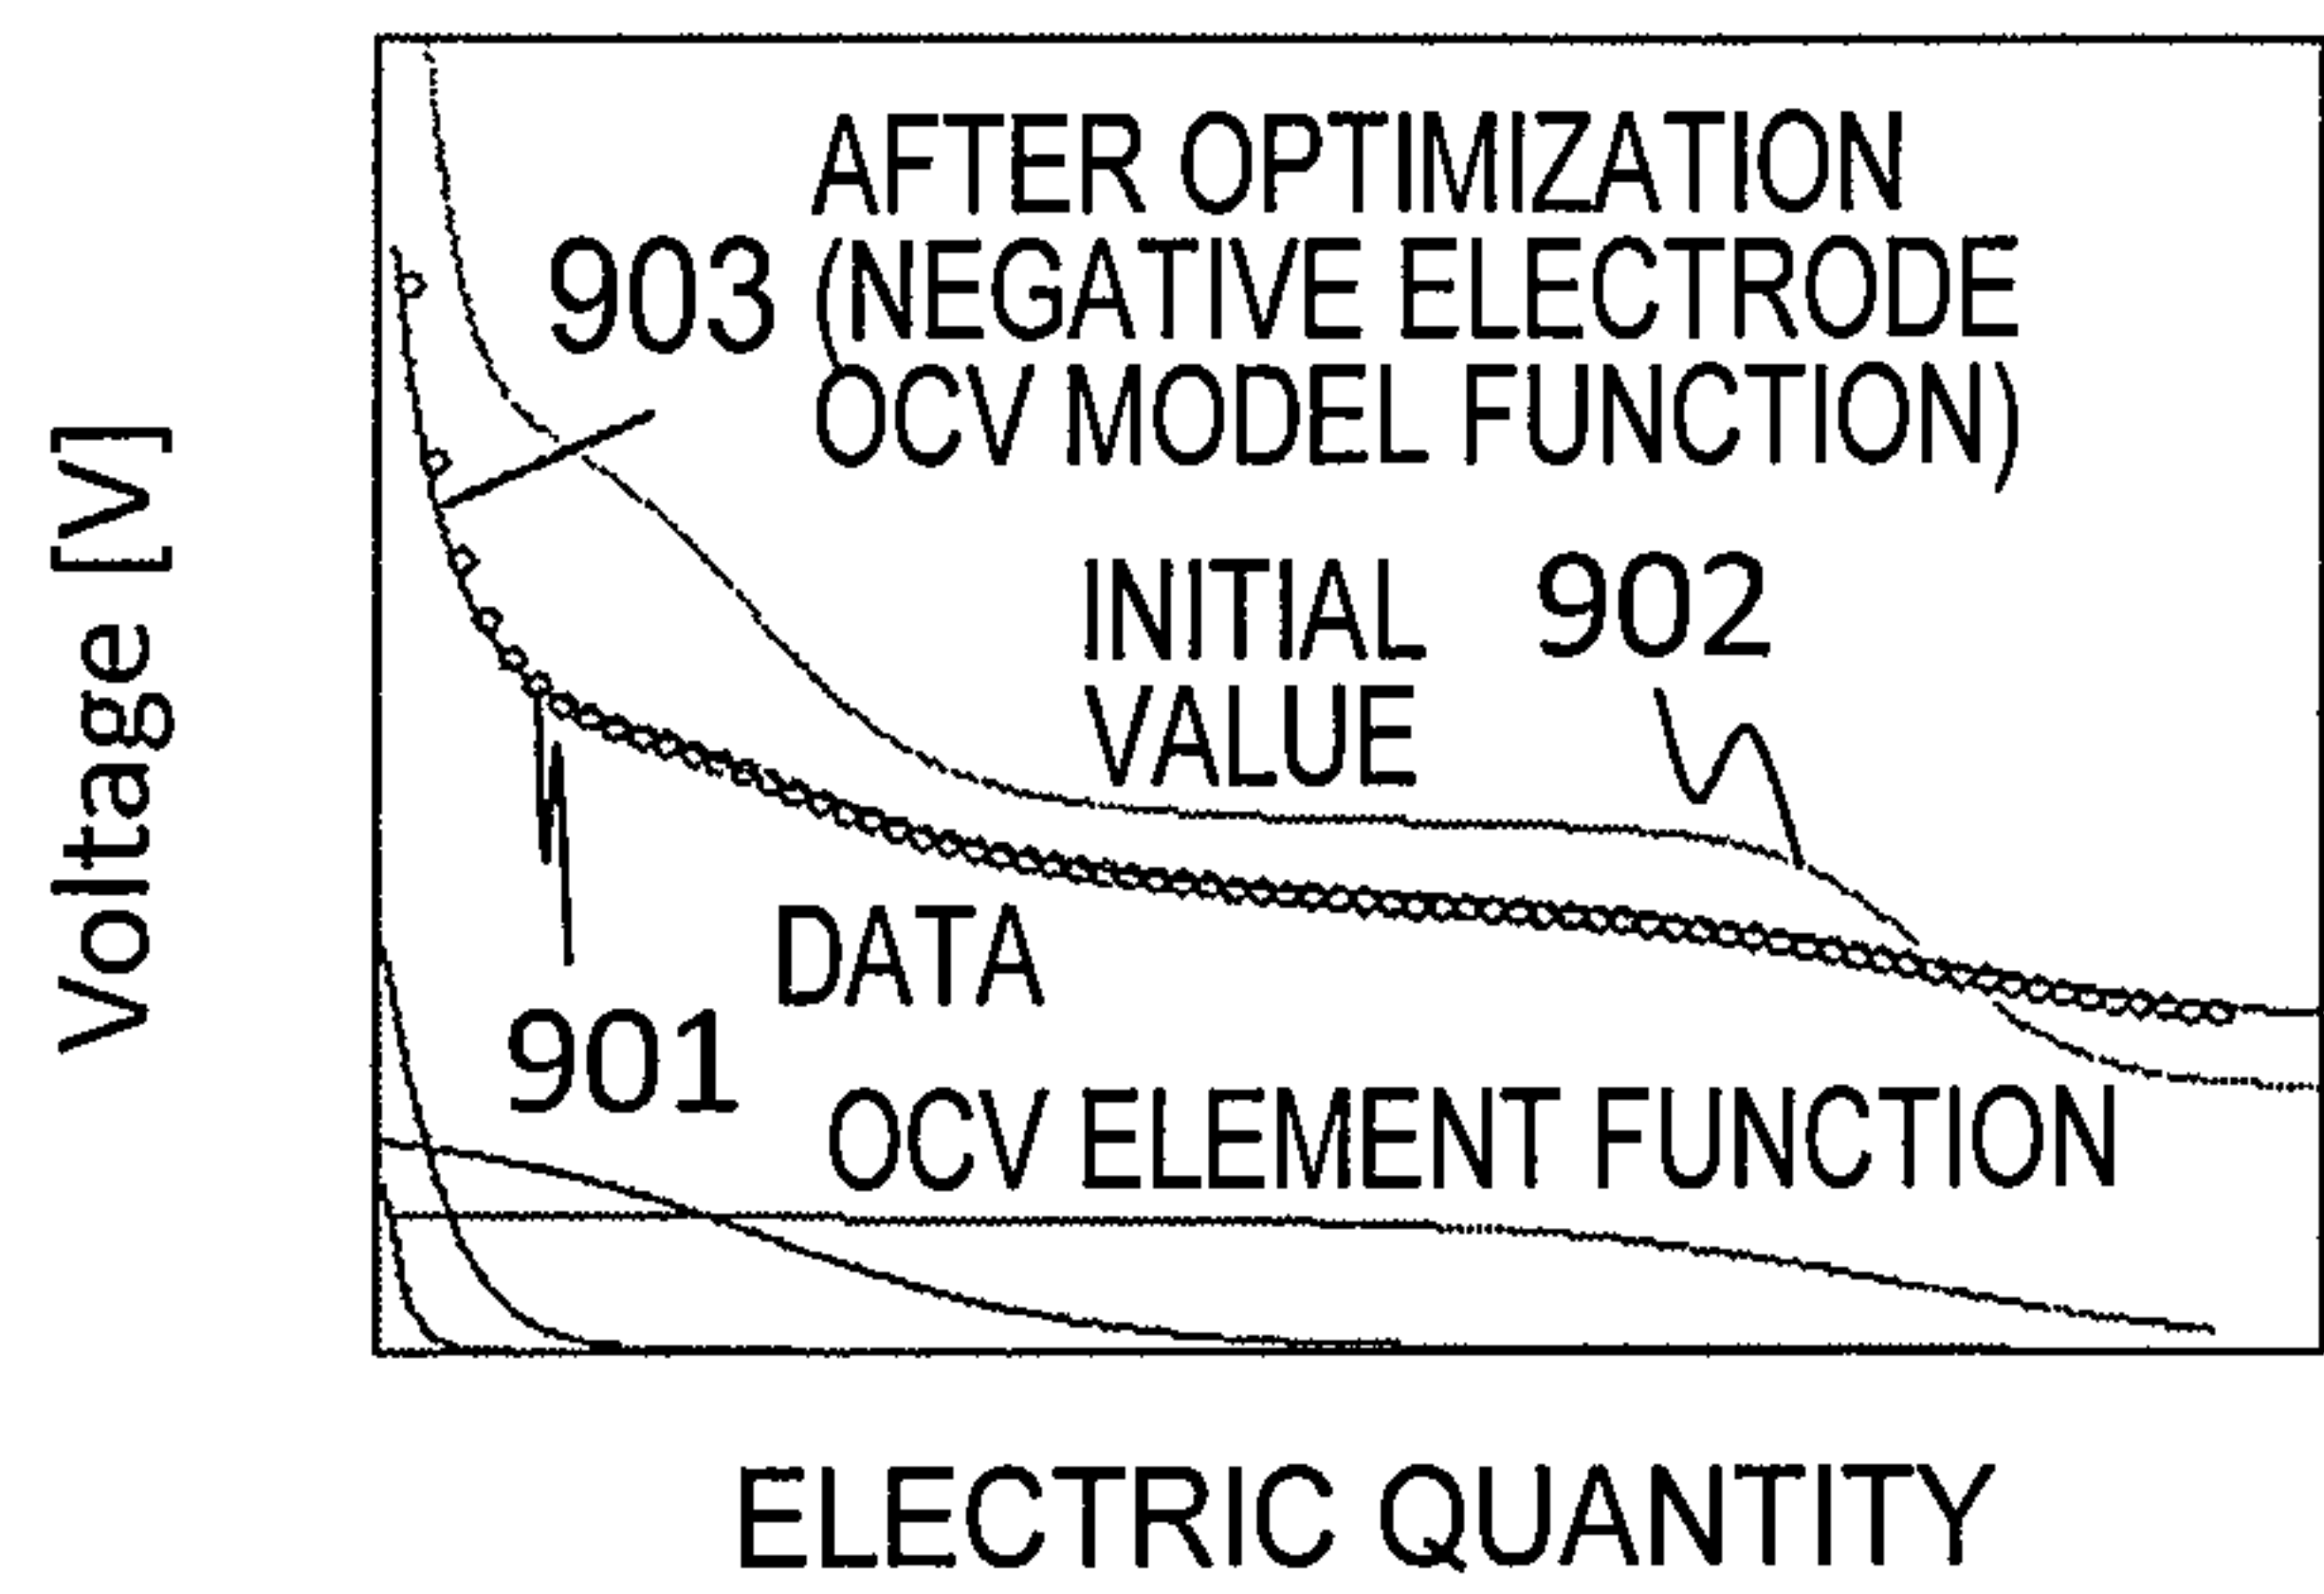 AFTER OPTIMIZATION
903 (NEGATIVE ELECTRODE
OCV MODEL FUNCTION)
INITIAL 902
VALUE
Voltage [V]
DATA
901
OCV ELEMENT FUNCTION
ELECTRIC QUANTITY